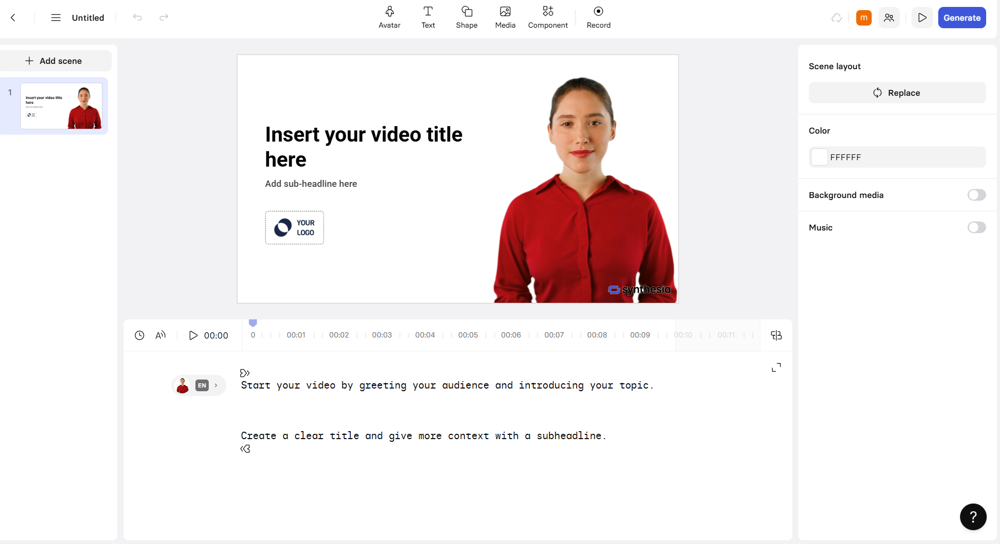 Untitled
Avatar
Text
Shape
Media
Component
Record
m
Generate
Add scene
1
Insert your video title
here
YOUR
LOGO
Insert your video title
here
Add sub-headline here
YOUR
LOGO
synthesia
Scene layout
Replace
Color
FFFFFF
Background media
Music
A
00:00
0 00:01 00:02 00:03 00:04 00:05 00:06 00:07 00:08 00:09 00:10 00:11
EN
Start your video by greeting your audience and introducing your topic.
Create a clear title and give more context with a subheadline.
?